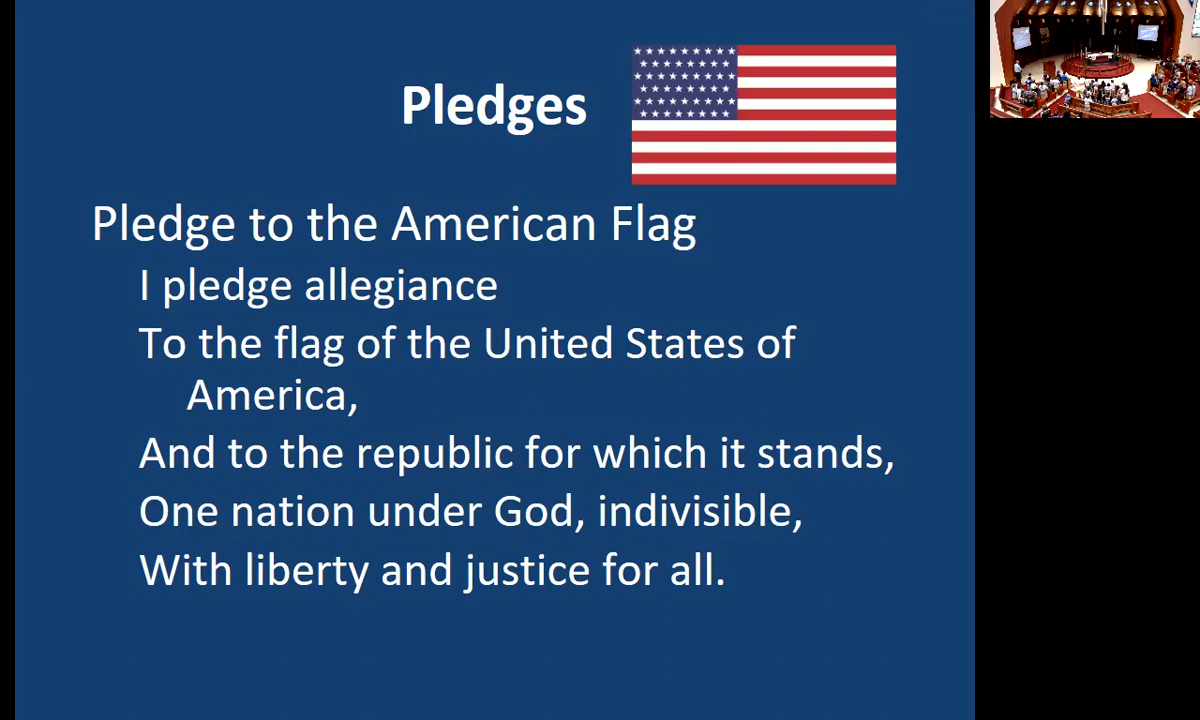 Pledges
Pledge to the American Flag
I pledge allegiance
To the flag of the United States of
America,
And to the republic for which it stands,
One nation under God, indivisible,
With liberty and justice for all.